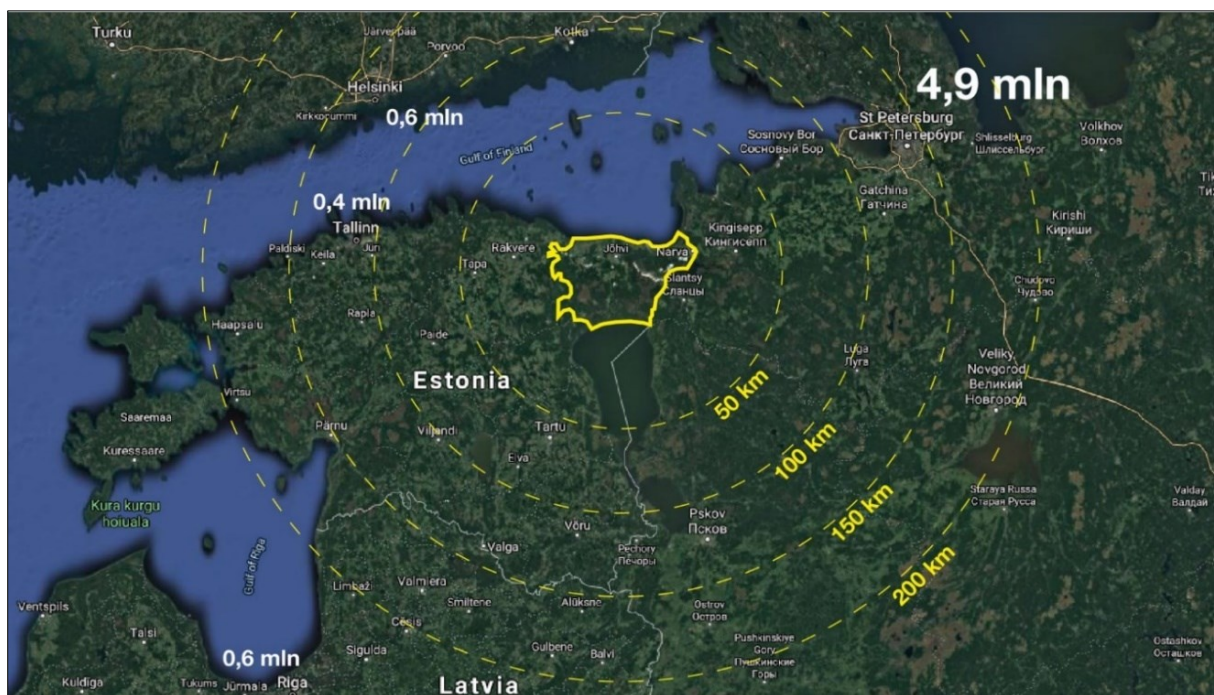 Turku
Järvenpää
Porvoo
Kotka
Helsinki
Kirkkonummi
0,6 mln
4,9 mln
St Petersburg
Санкт-Петербург
Sosnovy Bor
Сосновый Бор
Shlisselburg
Шлиссельбург
Volkhov
Волхов
Gulf of Finland
Gatchina
Гатчина
0,4 mln
Tallinn
Paldiski
Keila
Jüri
Rakvere
Tapa
Jõhvi
Narva
Kingisepp
Кингисепп
Slantsy
Сланцы
Kirishi
Кириши
Chudovo
Чудово
Haapsalu
Rapla
Paide
Luga
Луга
Veliky
Novgorod
Великий
Новгород
Estonia
50 km
Virtsu
Saaremaa
Kuressaare
Pärnu
Viljandi
Tartu
Elva
100 km
Kura kurgu
hoiuala
Staraya Russa
Старая Русса
Valday
Валдай
150 km
Pskov
Псков
Võru
Valga
Pechory
Печоры
Gulf of Riga
200 km
Ventspils
Talsi
Limbaži
Valmiera
Smiltene
Alūksne
Ostrov
Остров
Cēsis
Pushkinskiye
Gory
Пушкинские
Горы
Ostashkov
Осташков
0,6 mln
Sigulda
Gulbene
Balvi
Kuldīga
Tukums
Jūrmala
Riga
Latvia